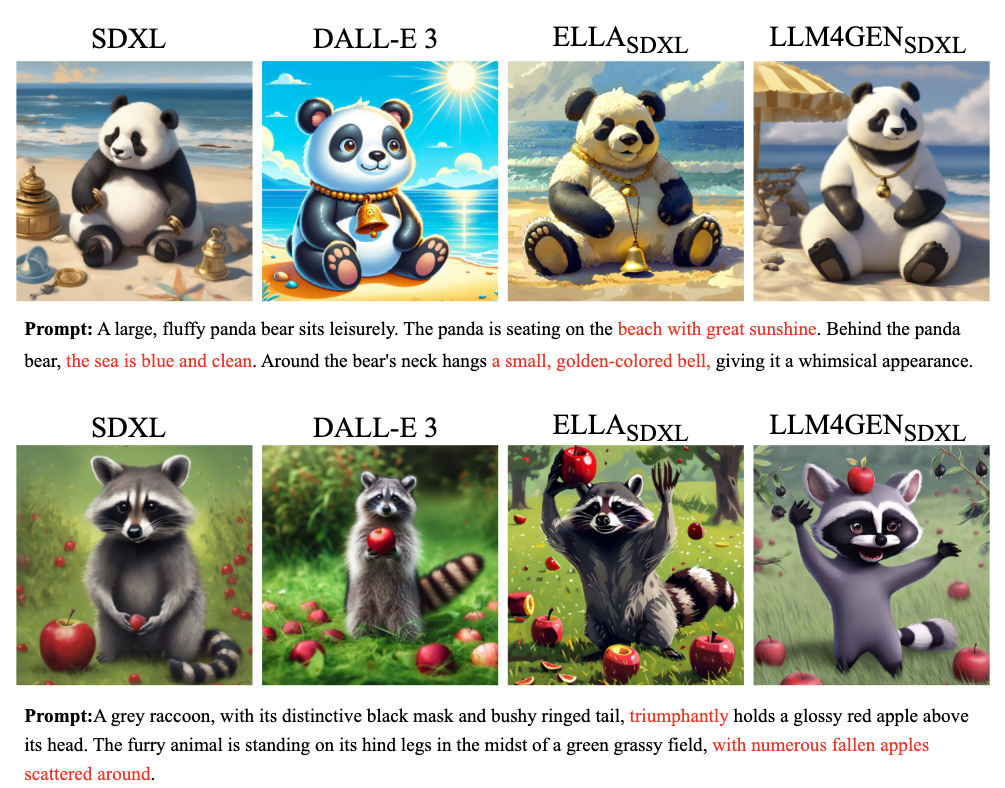 SDXL DALL-E 3 ELLASDXL LLM4GENSDXL
Prompt: A large, fluffy panda bear sits leisurely. The panda is seating on the beach with great sunshine. Behind the panda
bear, the sea is blue and clean. Around the bear's neck hangs a small, golden-colored bell, giving it a whimsical appearance.
SDXL DALL-E 3 ELLASDXL LLM4GENSDXL
Prompt:A grey raccoon, with its distinctive black mask and bushy ringed tail, triumphantly holds a glossy red apple above
its head. The furry animal is standing on its hind legs in the midst of a green grassy field, with numerous fallen apples
scattered around.